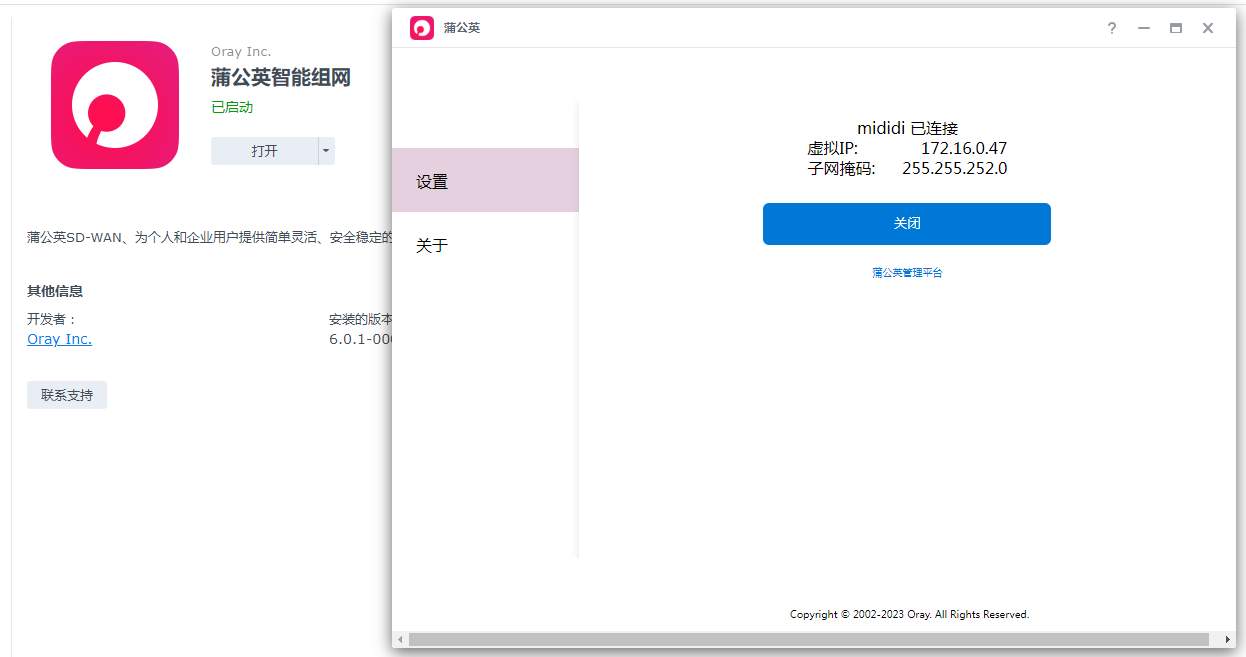 Oray Inc.
蒲公英智能组网
已启动
打开
蒲公英SD-WAN、为个人和企业用户提供简单灵活、安全稳定的
其他信息
开发者：
Oray Inc.
安装的版本
6.0.1-00
联系支持
蒲公英
设置
关于
mididi 已连接
虚拟IP: 172.16.0.47
子网掩码: 255.255.252.0
关闭
蒲公英管理平台
Copyright © 2002-2023 Oray. All Rights Reserved.